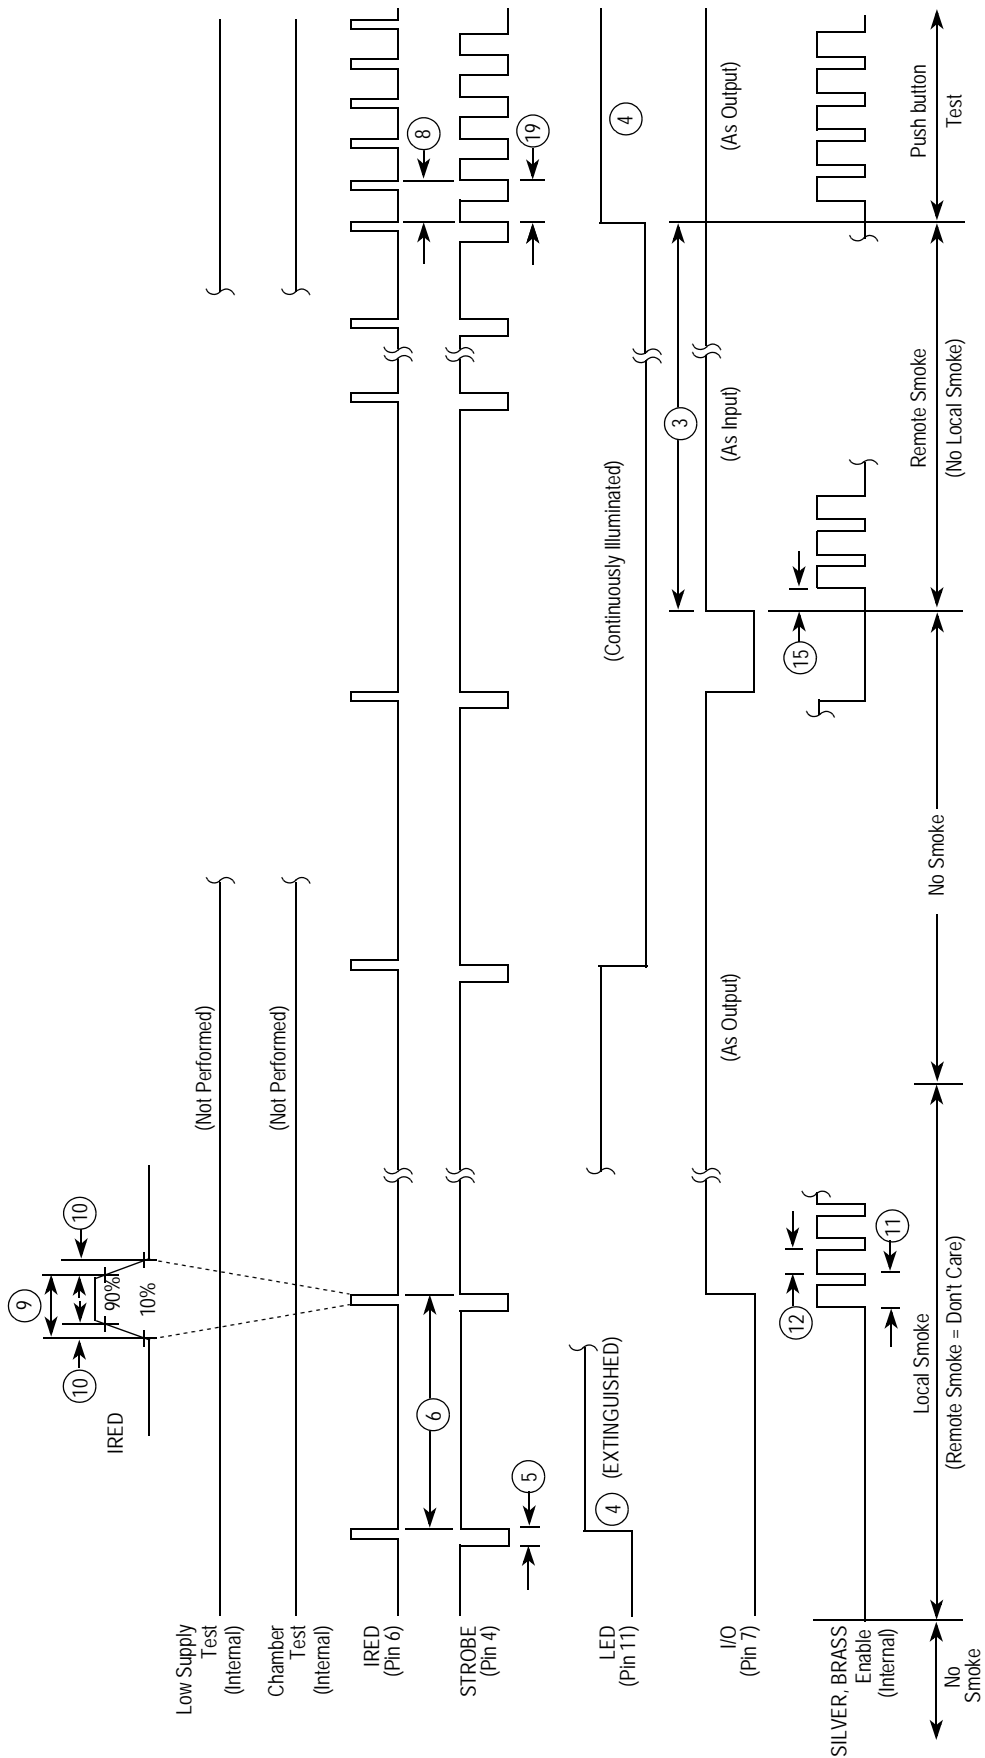 IRED
9
10
10
90%
10%
Low Supply
Test
(Internal)
(Not Performed)
Chamber
Test
(Internal)
(Not Performed)
IRED
(Pin 6)
6
8
STROBE
(Pin 4)
5
19
LED
(Pin 11)
4
(EXTINGUISHED)
(Continuously Illuminated)
4
3
I/O
(Pin 7)
(As Output)
(As Input)
(As Output)
SILVER, BRASS
Enable
(Internal)
12
11
15
No
Smoke
Local Smoke
(Remote Smoke = Don't Care)
No Smoke
Remote Smoke
(No Local Smoke)
Push button
Test